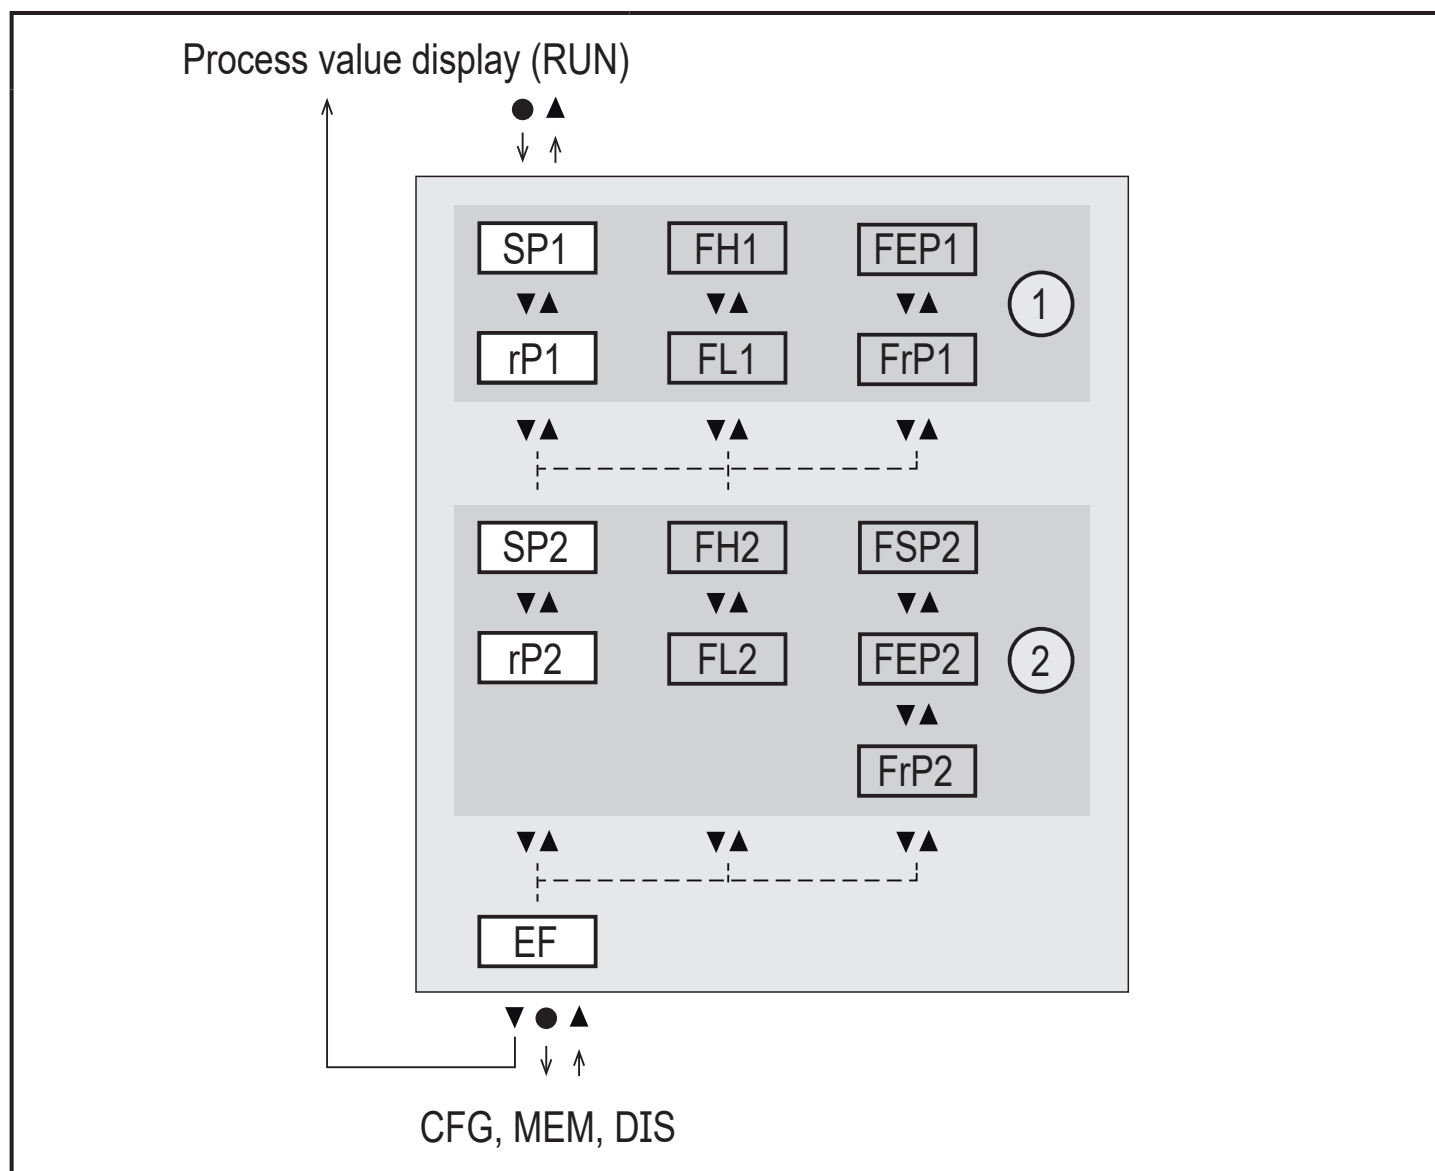 Process value display (RUN)
SP1 FH1 FEP1
1
rP1 FL1 FrP1
SP2 FH2 FSP2
rP2 FL2 FEP2 2
FrP2
EF
CFG, MEM, DIS